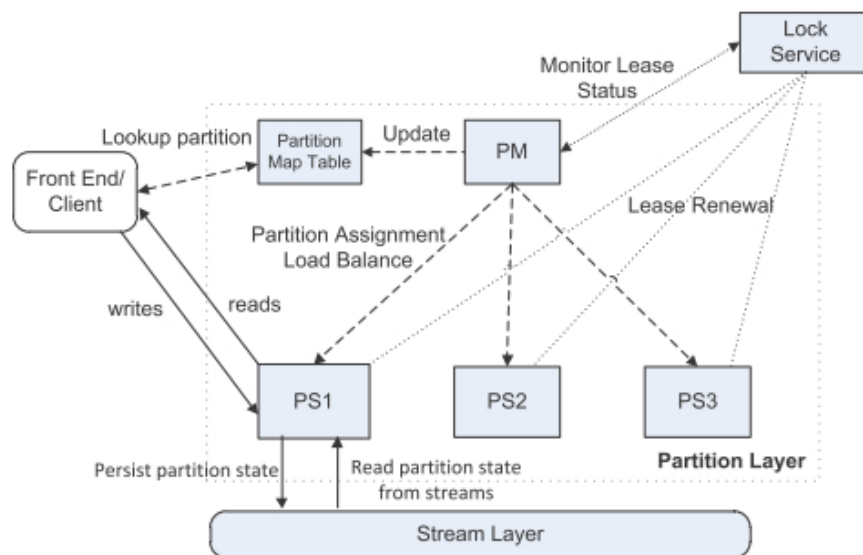 Lock
Service
Monitor Lease
Status
Lookup partition
Partition
Map Table
Update
PM
Front End/
Client
Lease Renewal
Partition Assignment
Load Balance
writes
reads
PS1
PS2
PS3
Partition Layer
Persist partition state
Read partition state
from streams
Stream Layer